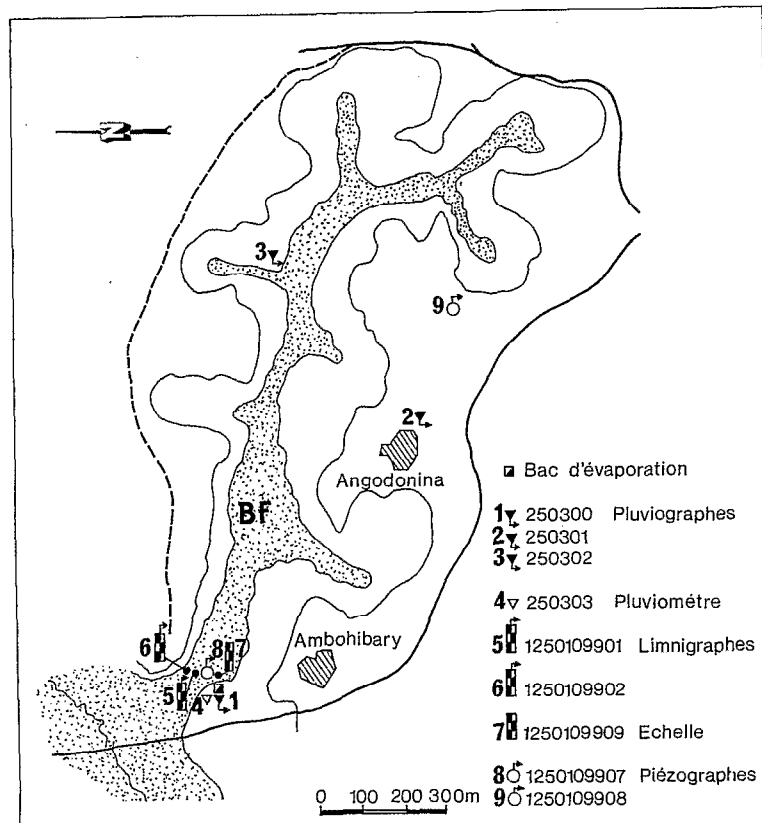 N
3
9
2
Angodonina
BF
Ambohibary
6
8
7
5
4
1
Bac d'évaporation
1 250300 Pluviographes
2 250301
3 250302
4 250303 Pluviométre
5 1250109901 Limnigraphes
6 1250109902
7 1250109909 Echelle
8 1250109907 Piézographes
9 1250109908
0 100 200 300m